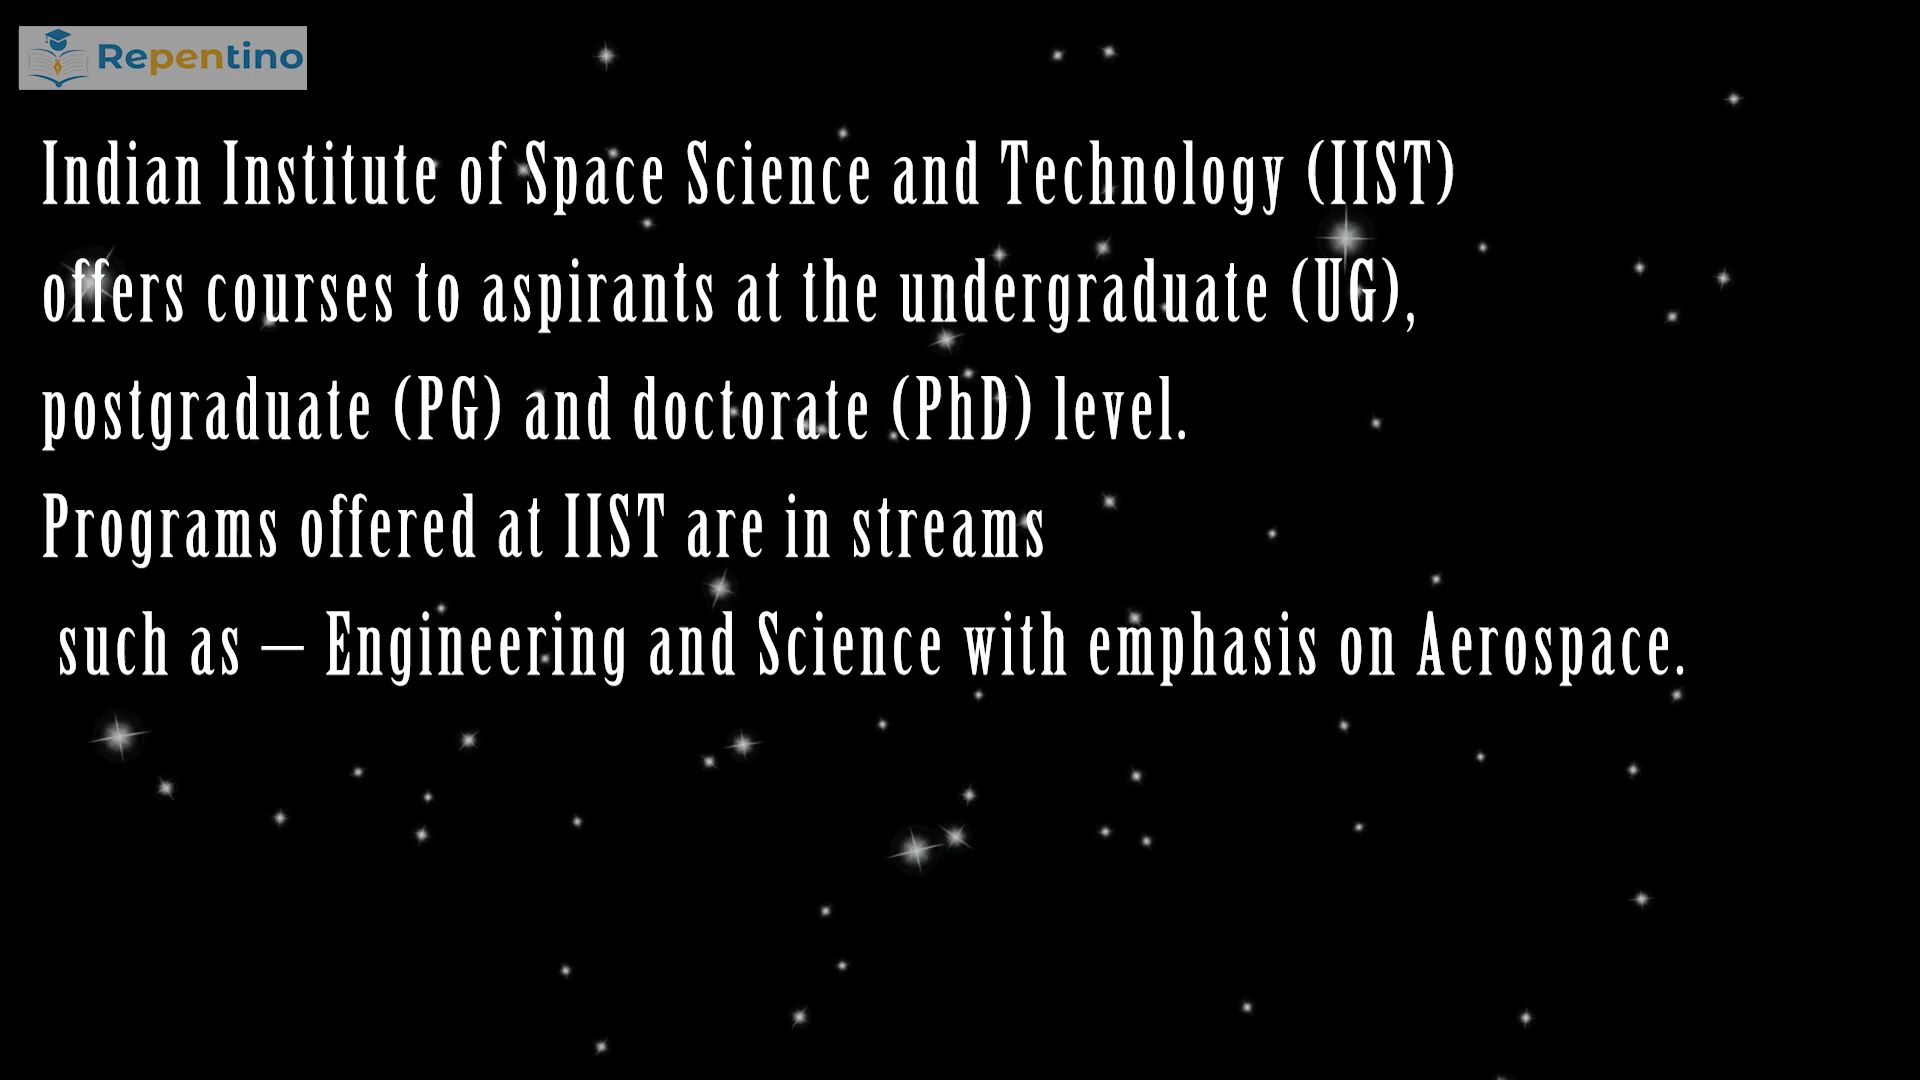 Repentino
Indian Institute of Space Science and Technology (IIST)
offers courses to aspirants at the undergraduate (UG),
postgraduate (PG) and doctorate (PhD) level.
Programs offered at IIST are in streams
such as – Engineering and Science with emphasis on Aerospace.